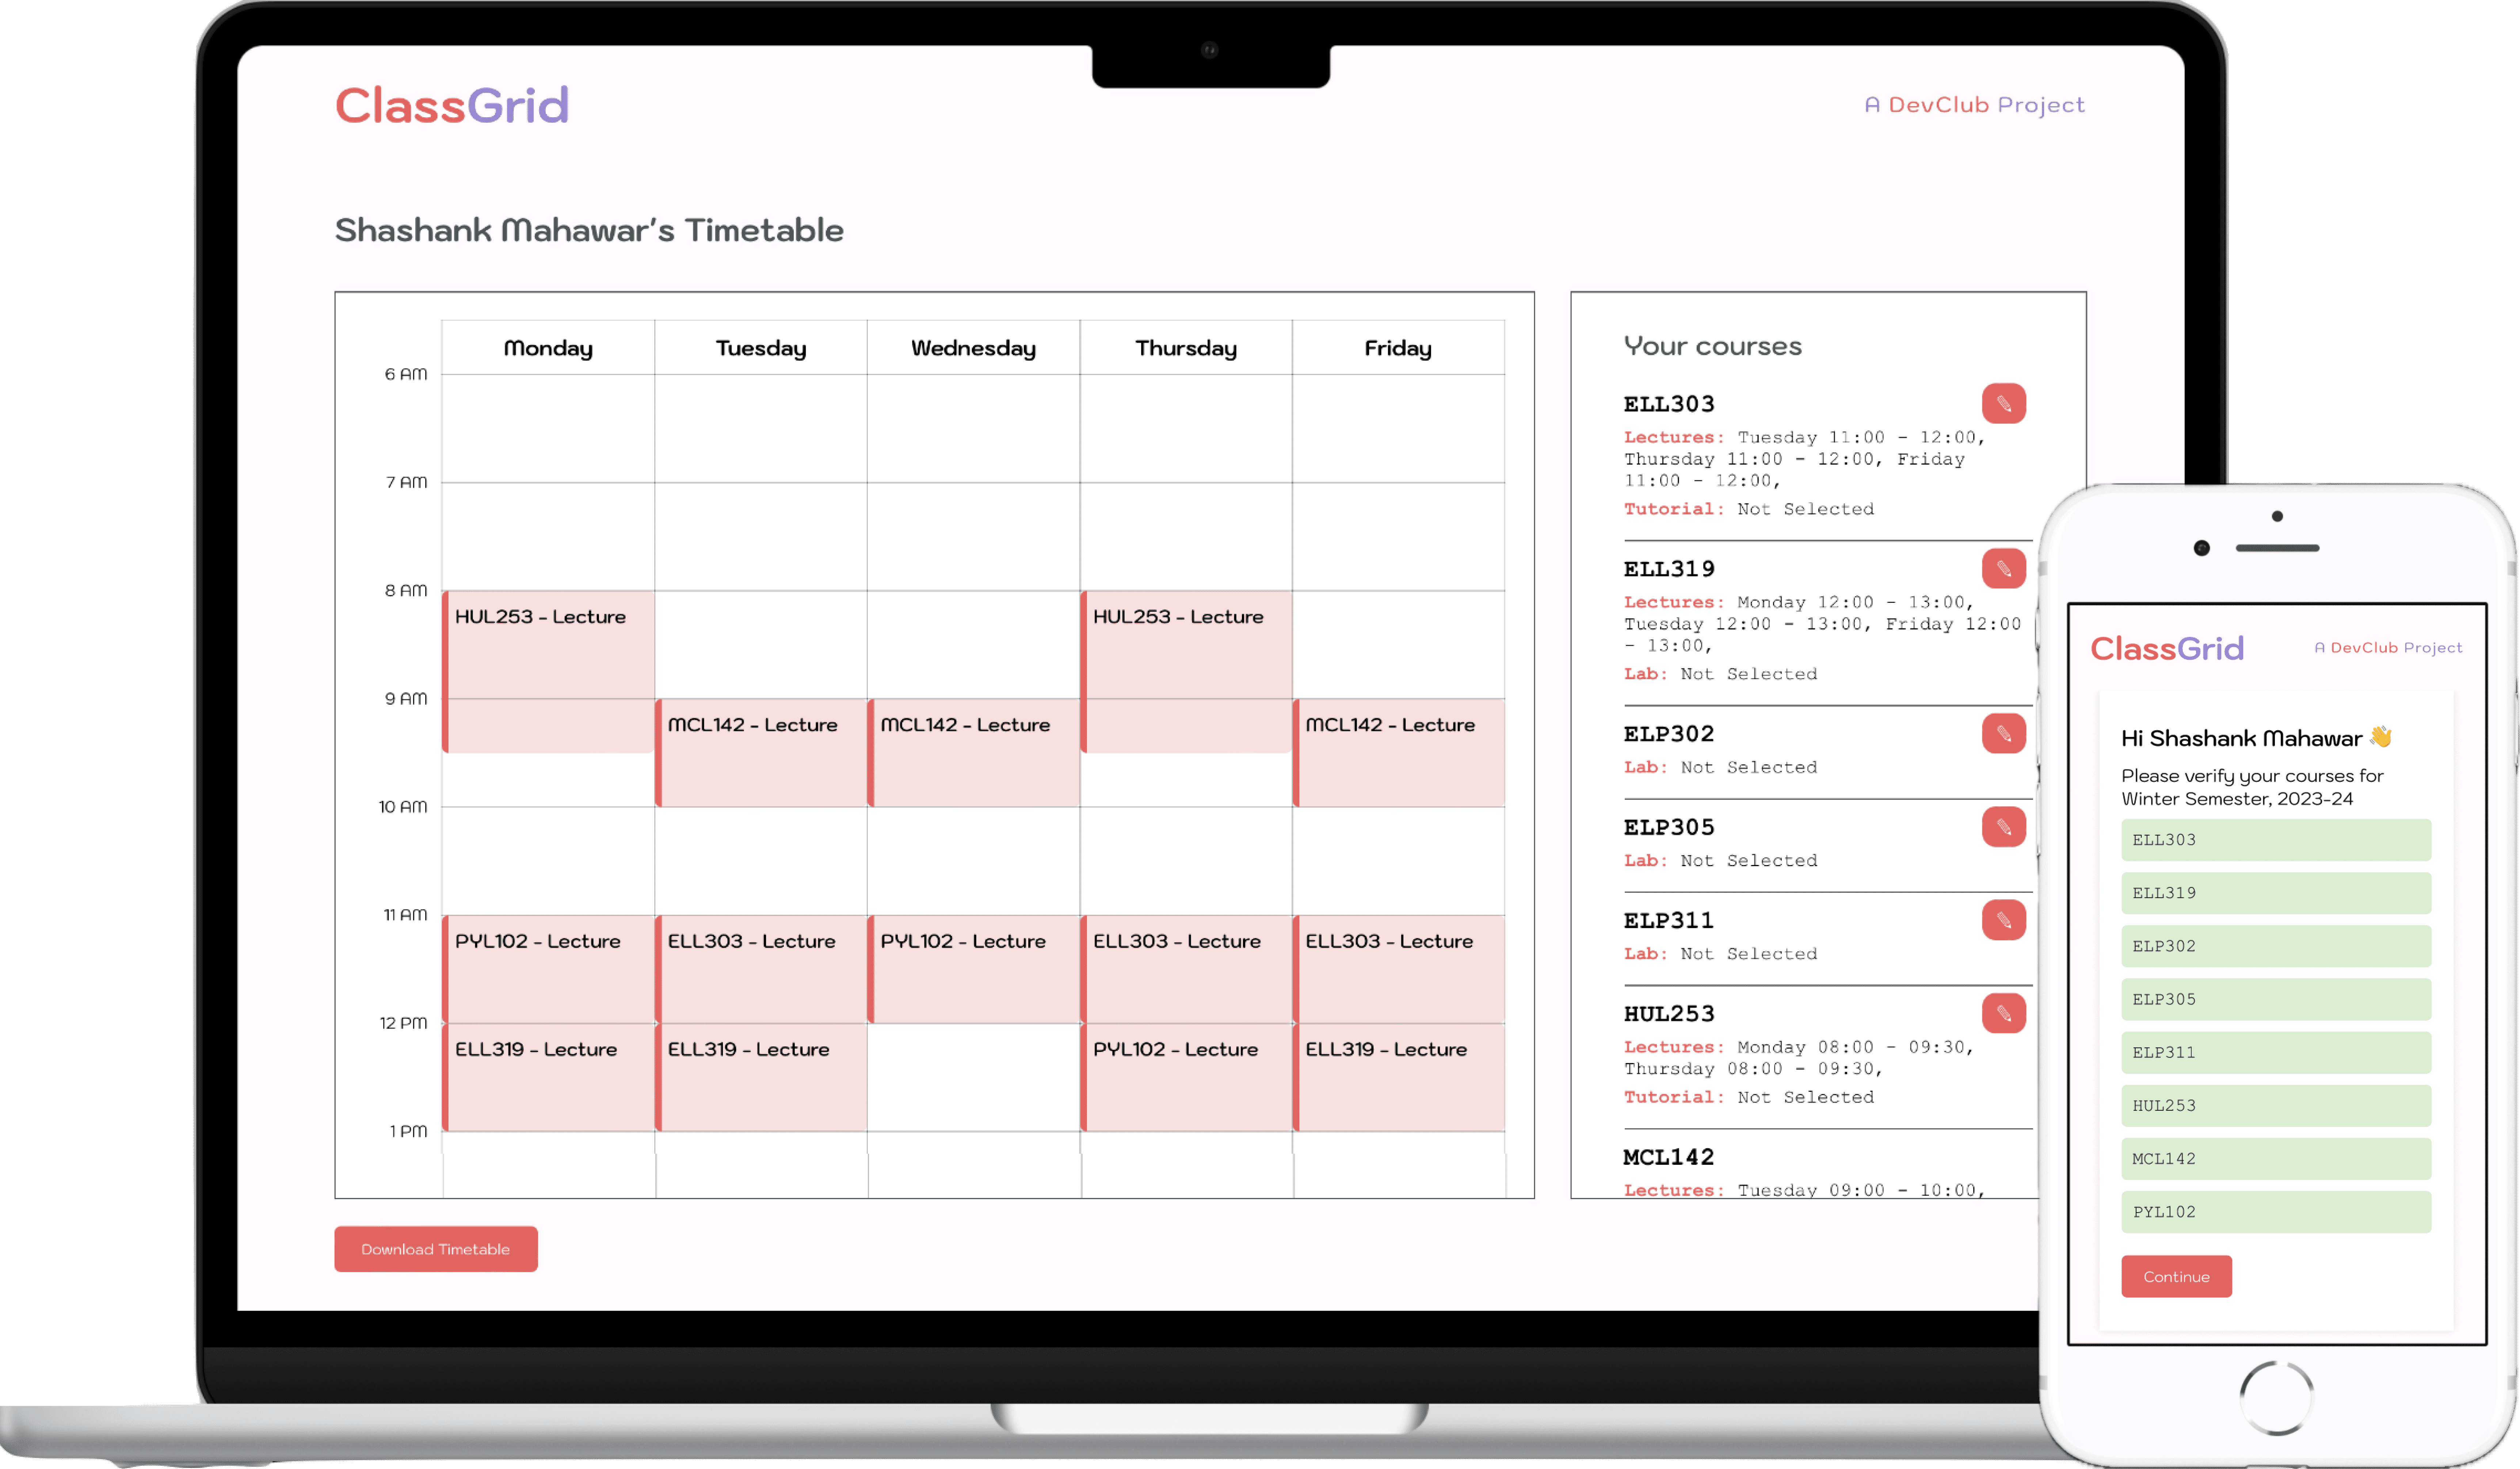 ClassGrid
A DevClub Project
Shashank Mahawar's Timetable
Monday Tuesday Wednesday Thursday Friday
6 AM
7 AM
8 AM
HUL253 - Lecture HUL253 - Lecture
9 AM
MCL142 - Lecture MCL142 - Lecture MCL142 - Lecture
10 AM
11 AM
PYL102 - Lecture ELL303 - Lecture PYL102 - Lecture ELL303 - Lecture ELL303 - Lecture
12 PM
ELL319 - Lecture ELL319 - Lecture PYL102 - Lecture ELL319 - Lecture
1 PM
Download Timetable
Your courses
ELL303
Lectures: Tuesday 11:00 - 12:00,
Thursday 11:00 - 12:00, Friday
11:00 - 12:00,
Tutorial: Not Selected
ELL319
Lectures: Monday 12:00 - 13:00,
Tuesday 12:00 - 13:00, Friday 12:00
- 13:00,
Lab: Not Selected
ELP302
Lab: Not Selected
ELP305
Lab: Not Selected
ELP311
Lab: Not Selected
HUL253
Lectures: Monday 08:00 - 09:30,
Thursday 08:00 - 09:30,
Tutorial: Not Selected
MCL142
Lectures: Tuesday 09:00 - 10:00,
ClassGrid
A DevClub Project
Hi Shashank Mahawar 👋
Please verify your courses for
Winter Semester, 2023-24
ELL303
ELL319
ELP302
ELP305
ELP311
HUL253
MCL142
PYL102
Continue